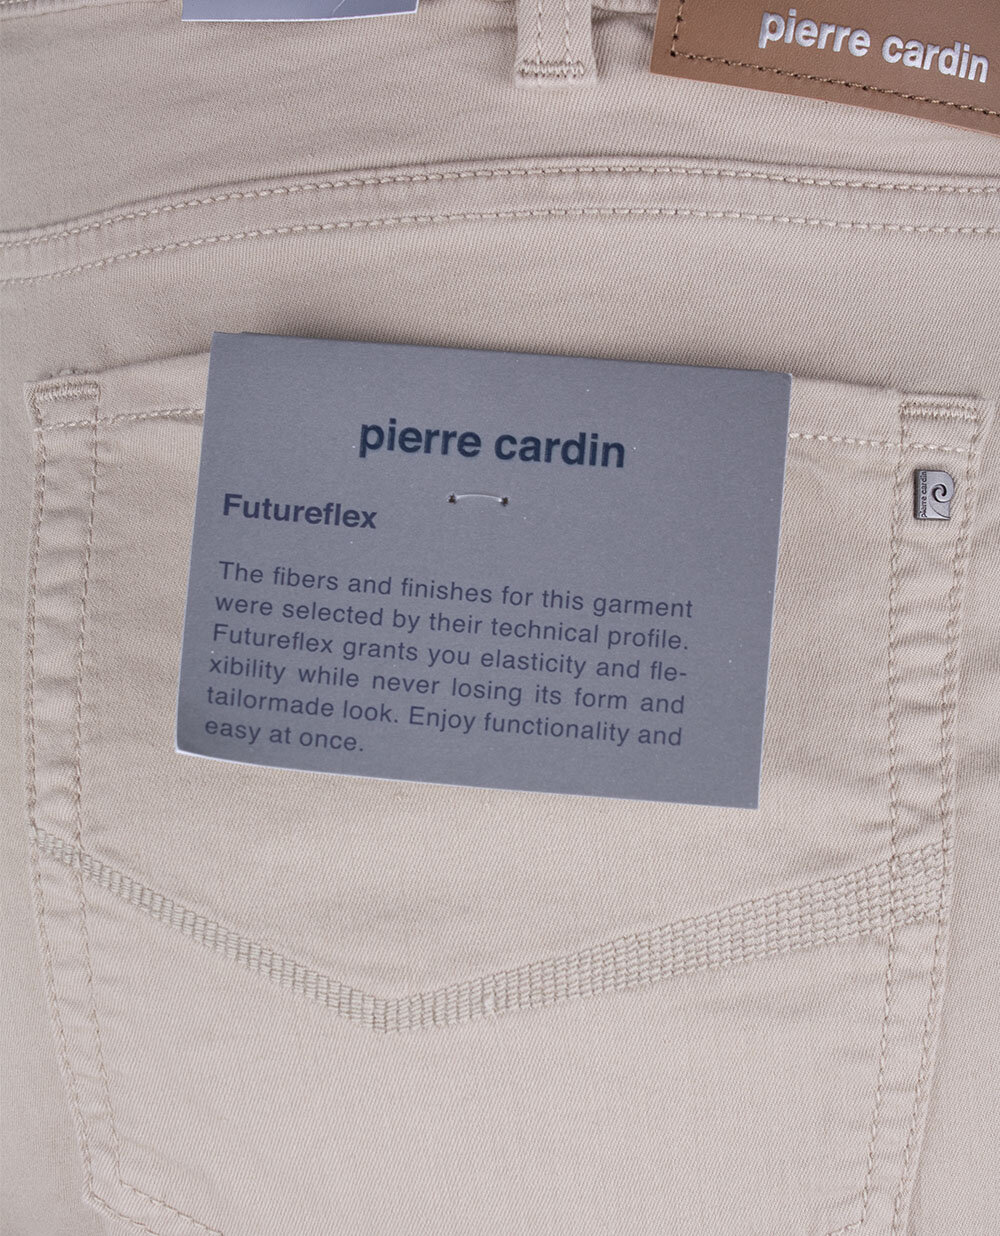 pierre cardin
pierre cardin
Futureflex
The fibers and finishes for this garment
were selected by their technical profile.
Futureflex grants you elasticity and fle-
xibility while never losing its form and
tailormade look. Enjoy functionality and
easy at once.
pierre cardin